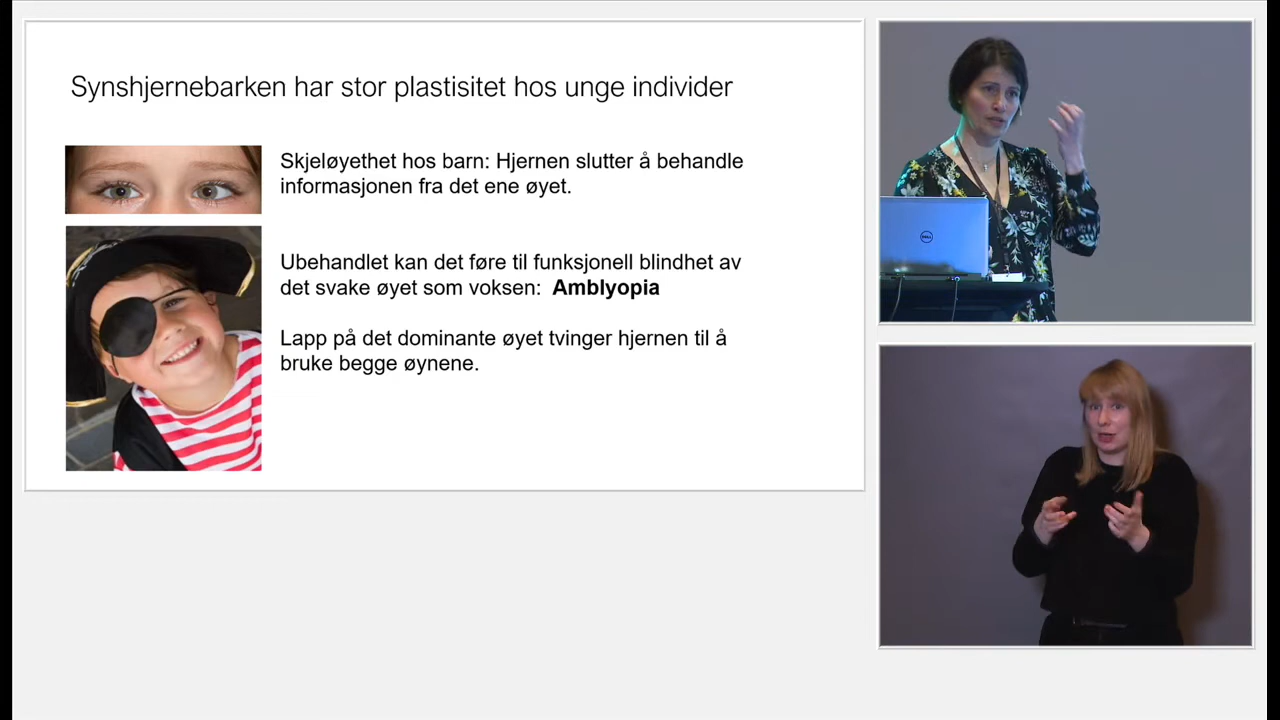 Synshjernebarken har stor plastisitet hos unge individer
Skjeløyethet hos barn: Hjernen slutter å behandle
informasjonen fra det ene øyet.
Ubehandlet kan det føre til funksjonell blindhet av
det svake øyet som voksen: Amblyopia
Lapp på det dominante øyet tvinger hjernen til å
bruke begge øynene.
DELL